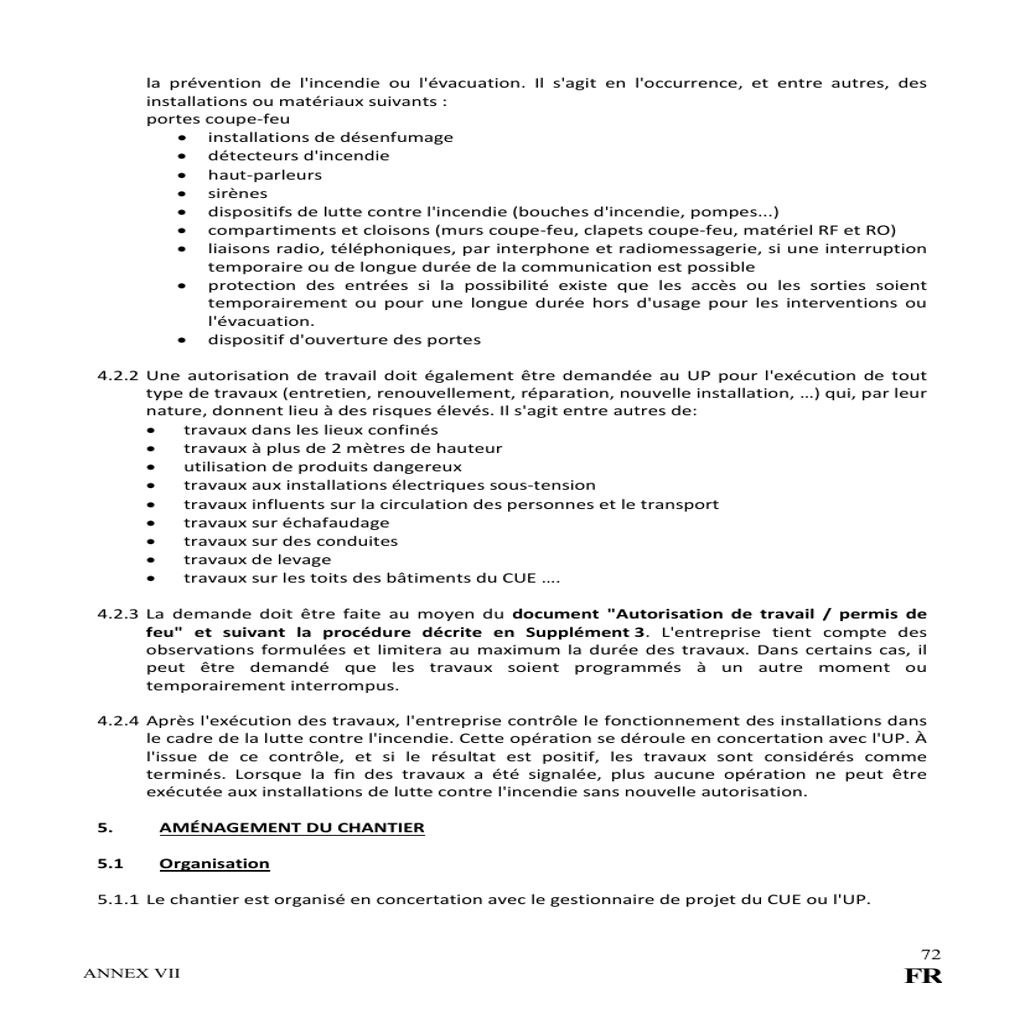 la prévention de l'incendie ou l'évacuation. Il s'agit en l'occurrence, et entre autres, des
installations ou matériaux suivants :
portes coupe-feu
• installations de désenfumage
• détecteurs d'incendie
• haut-parleurs
• sirènes
• dispositifs de lutte contre l'incendie (bouches d'incendie, pompes...)
• compartiments et cloisons (murs coupe-feu, clapets coupe-feu, matériel RF et RO)
• liaisons radio, téléphoniques, par interphone et radiomessagerie, si une interruption
temporaire ou de longue durée de la communication est possible
• protection des entrées si la possibilité existe que les accès ou les sorties soient
temporairement ou pour une longue durée hors d'usage pour les interventions ou
l'évacuation.
• dispositif d'ouverture des portes
4.2.2 Une autorisation de travail doit également être demandée au UP pour l'exécution de tout
type de travaux (entretien, renouvellement, réparation, nouvelle installation, ...) qui, par leur
nature, donnent lieu à des risques élevés. Il s'agit entre autres de:
• travaux dans les lieux confinés
• travaux à plus de 2 mètres de hauteur
• utilisation de produits dangereux
• travaux aux installations électriques sous-tension
• travaux influents sur la circulation des personnes et le transport
• travaux sur échafaudage
• travaux sur des conduites
• travaux de levage
• travaux sur les toits des bâtiments du CUE ....
4.2.3 La demande doit être faite au moyen du document "Autorisation de travail / permis de
feu" et suivant la procédure décrite en Supplément 3. L'entreprise tient compte des
observations formulées et limitera au maximum la durée des travaux. Dans certains cas, il
peut être demandé que les travaux soient programmés à un autre moment ou
temporairement interrompus.
4.2.4 Après l'exécution des travaux, l'entreprise contrôle le fonctionnement des installations dans
le cadre de la lutte contre l'incendie. Cette opération se déroule en concertation avec l'UP. À
l'issue de ce contrôle, et si le résultat est positif, les travaux sont considérés comme
terminés. Lorsque la fin des travaux a été signalée, plus aucune opération ne peut être
exécutée aux installations de lutte contre l'incendie sans nouvelle autorisation.
5. AMÉNAGEMENT DU CHANTIER
5.1 Organisation
5.1.1 Le chantier est organisé en concertation avec le gestionnaire de projet du CUE ou l'UP.
72
ANNEX VII FR